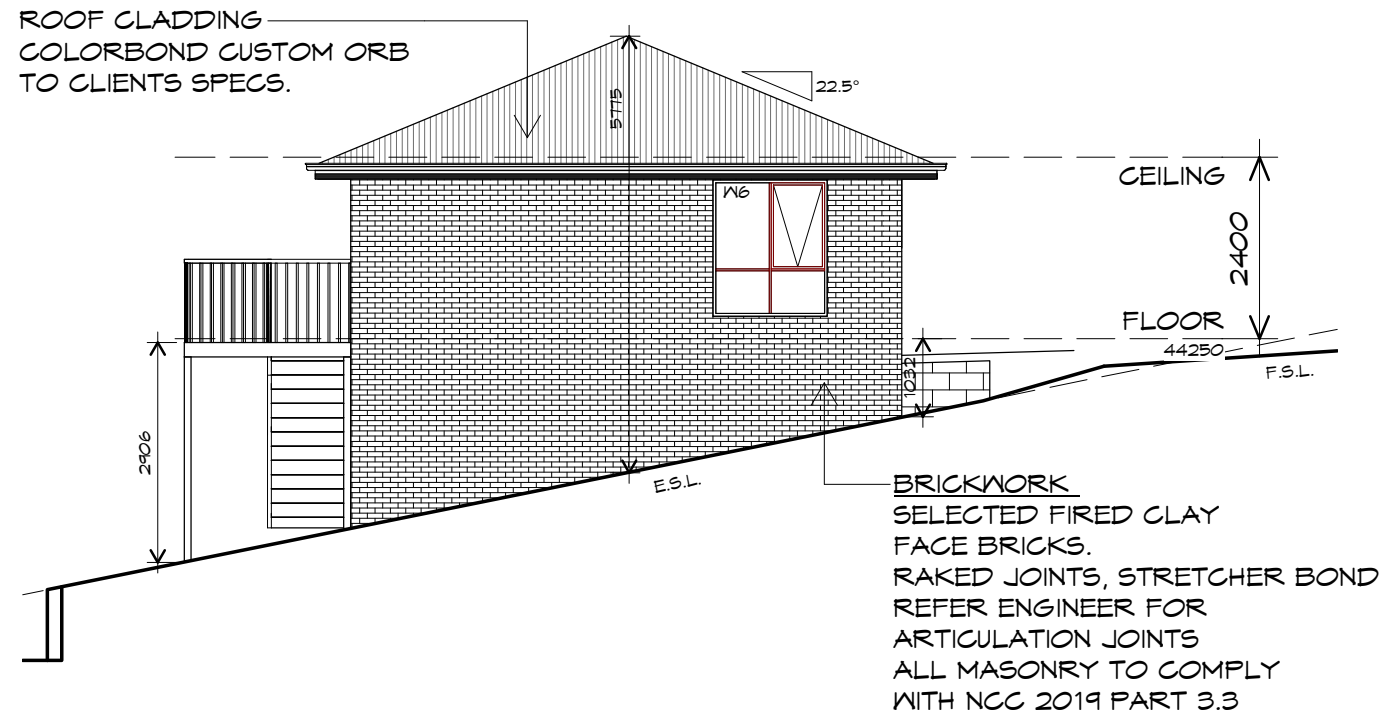 ROOF CLADDING
COLORBOND CUSTOM ORB
TO CLIENTS SPECS.
5775
22.5°
W6
CEILING
2400
FLOOR
44250
F.S.L.
1032
2906
E.S.L.
BRICKWORK
SELECTED FIRED CLAY
FACE BRICKS.
RAKED JOINTS, STRETCHER BOND
REFER ENGINEER FOR
ARTICULATION JOINTS
ALL MASONRY TO COMPLY
WITH NCC 2019 PART 3.3